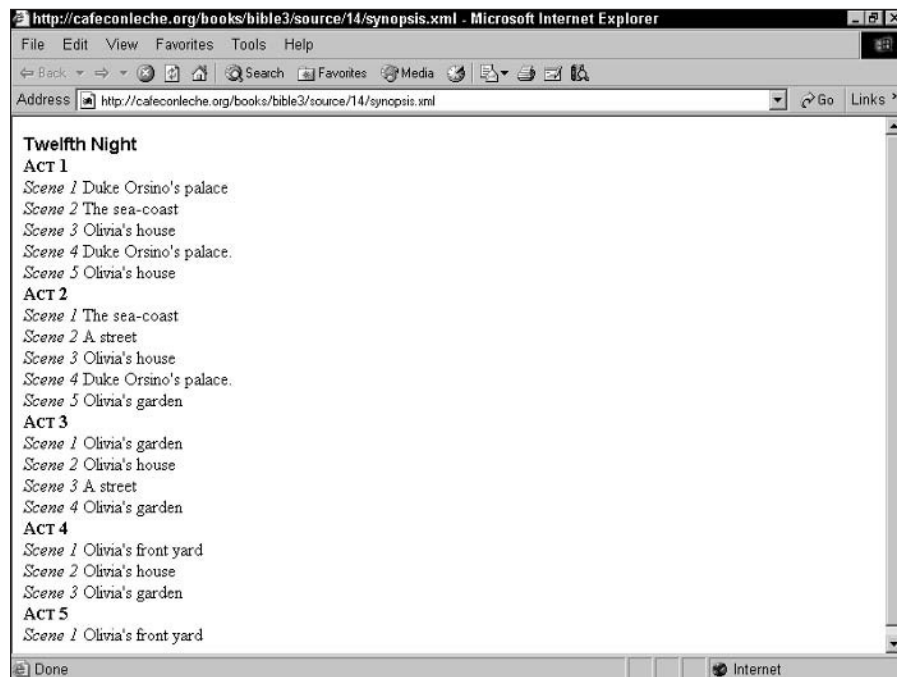 http://cafeconleche.org/books/bible3/source/14/synopsis.xml - Microsoft Internet Explorer
File Edit View Favorites Tools Help
Back Search Favorites Media
Address http://cafeconleche.org/books/bible3/source/14/synopsis.xml Go Links
Twelfth Night
ACT 1
Scene 1 Duke Orsino's palace
Scene 2 The sea-coast
Scene 3 Olivia's house
Scene 4 Duke Orsino's palace.
Scene 5 Olivia's house
ACT 2
Scene 1 The sea-coast
Scene 2 A street
Scene 3 Olivia's house
Scene 4 Duke Orsino's palace.
Scene 5 Olivia's garden
ACT 3
Scene 1 Olivia's garden
Scene 2 Olivia's house
Scene 3 A street
Scene 4 Olivia's garden
ACT 4
Scene 1 Olivia's front yard
Scene 2 Olivia's house
Scene 3 Olivia's garden
ACT 5
Scene 1 Olivia's front yard
Done Internet